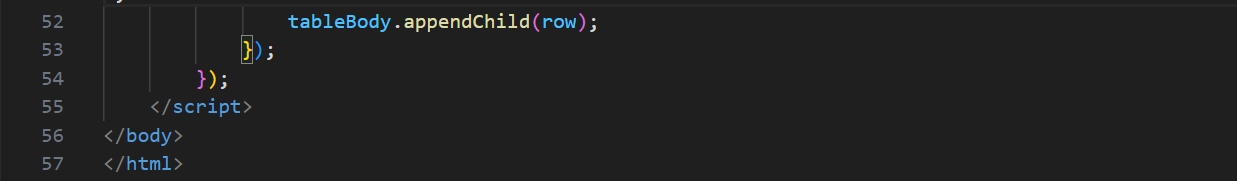 52 tableBody.appendChild(row);
53 });
54 });
55 </script>
56 </body>
57 </html>